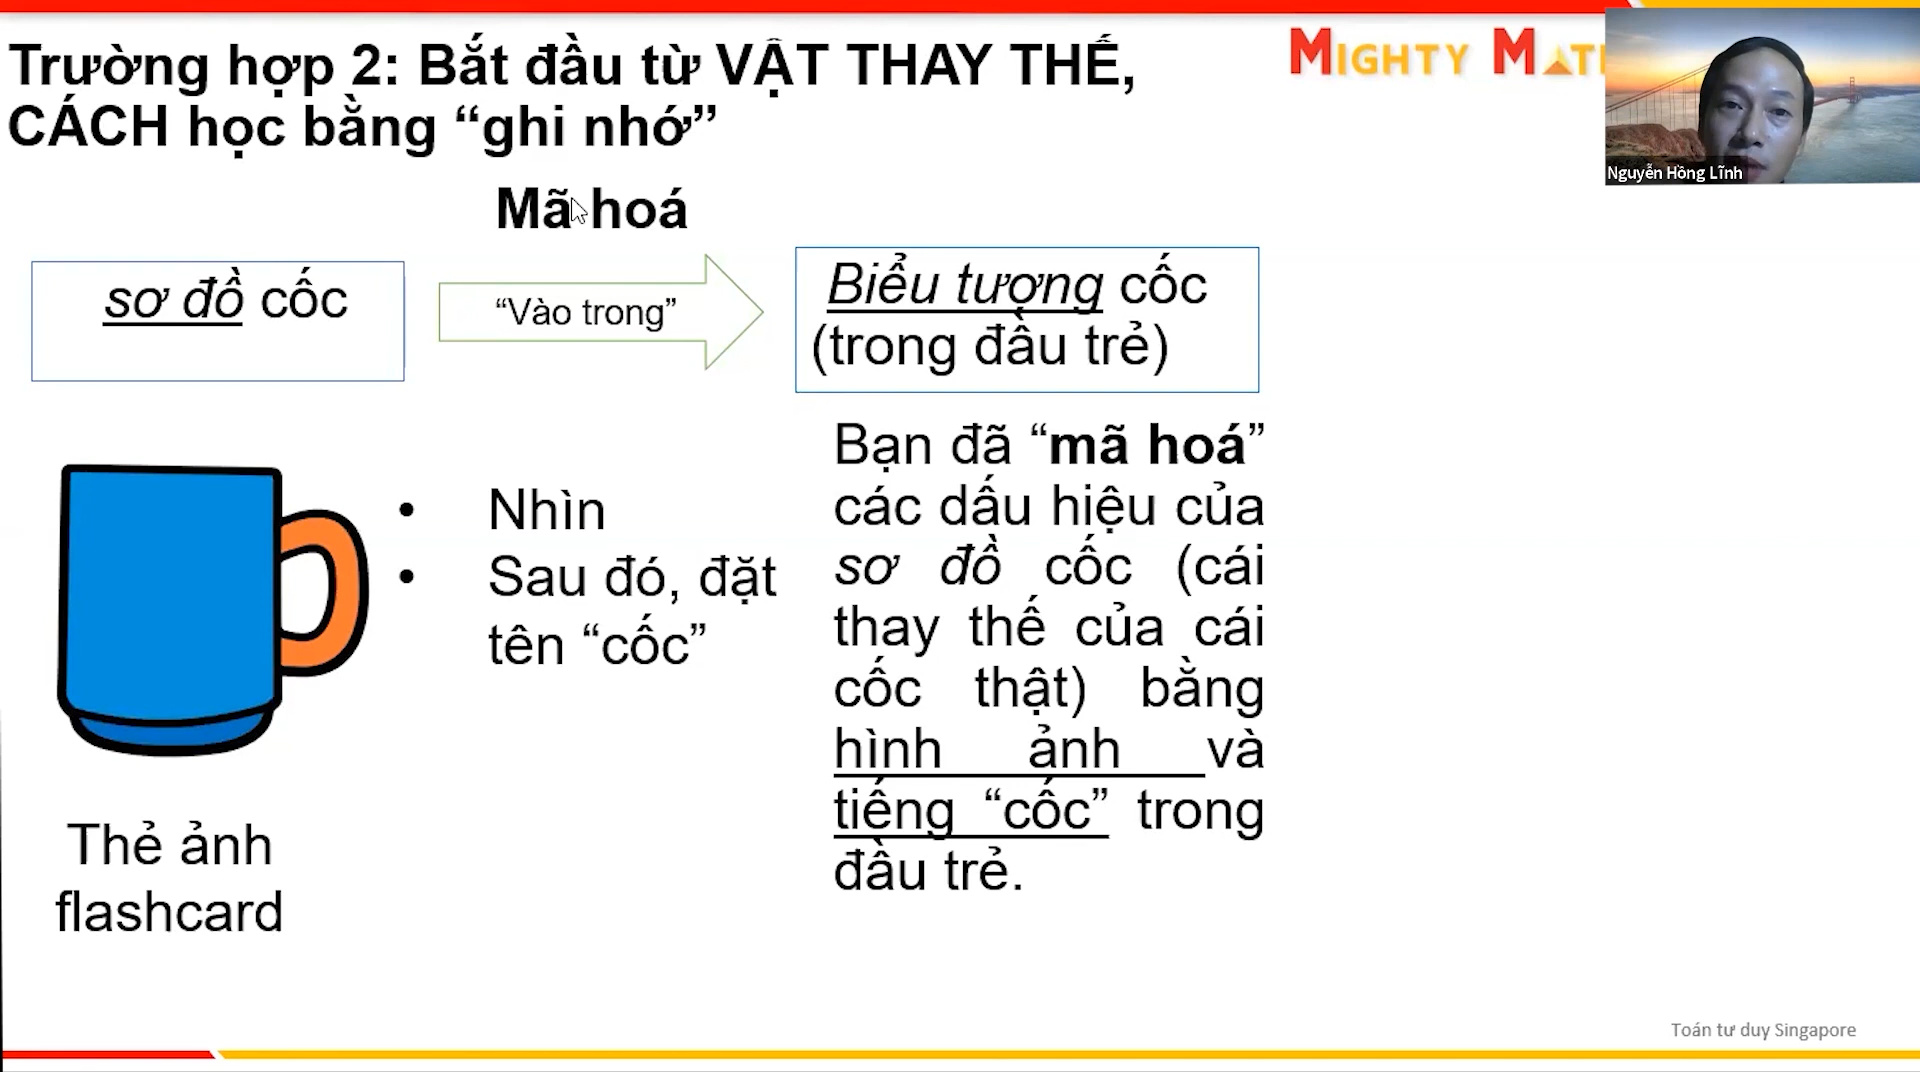 Trường hợp 2: Bắt đầu từ VẬT THAY THẾ,
CÁCH học bằng “ghi nhớ”
MIGHTY MAT
Nguyễn Hồng Lĩnh
Mã hoá
sơ đồ cốc
“Vào trong”
Biểu tượng cốc
(trong đầu trẻ)
• Nhìn
• Sau đó, đặt
tên “cốc”
Thẻ ảnh
flashcard
Bạn đã “mã hoá”
các dấu hiệu của
sơ đồ cốc (cái
thay thế của cái
cốc thật) bằng
hình ảnh và
tiếng “cốc” trong
đầu trẻ.
Toán tư duy Singapore